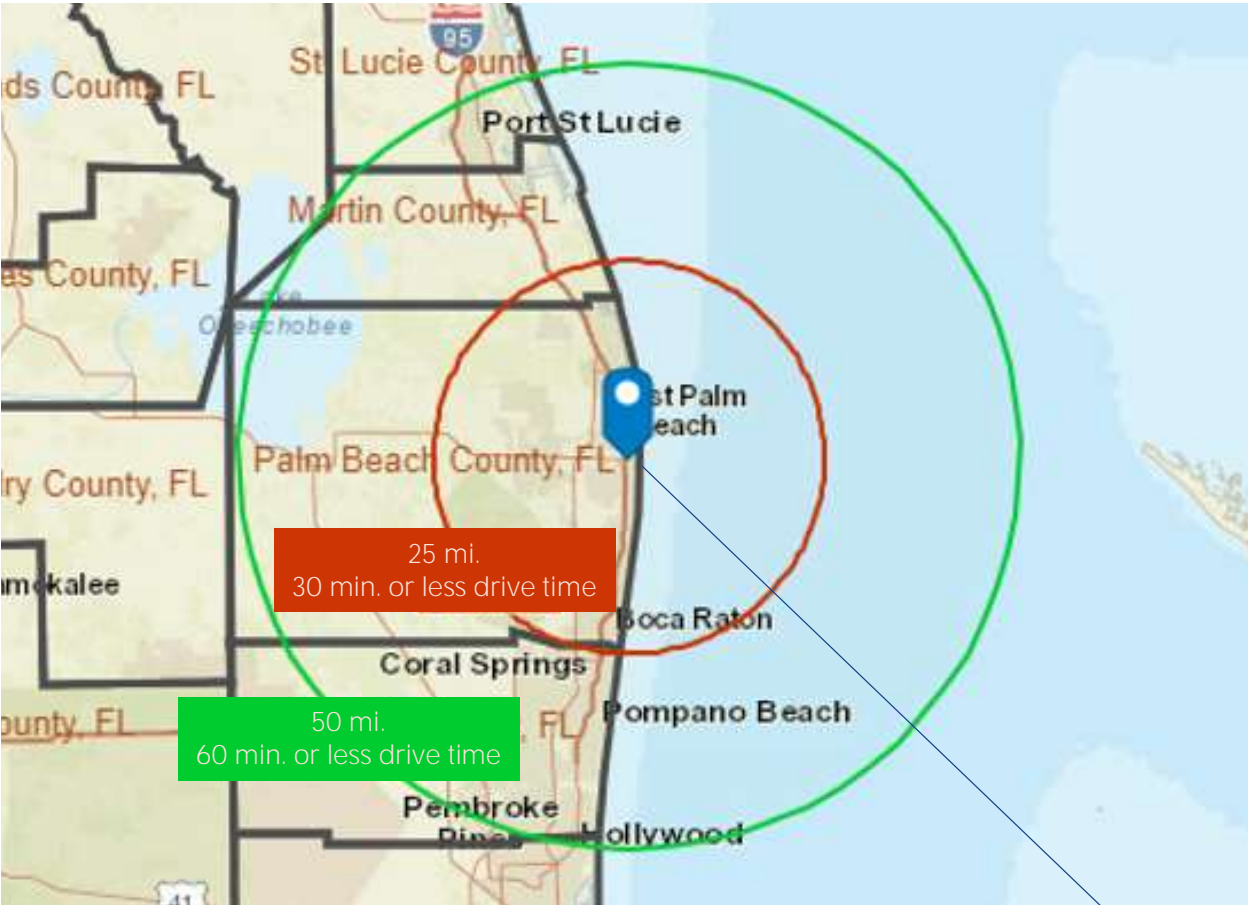 95
St. Lucie County, FL
ds County, FL
Port St Lucie
Martin County, FL
es County, FL
Lake
Okeechobee
st Palm
each
Palm Beach County, FL
ry County, FL
25 mi.
30 min. or less drive time
mokalee
Boca Raton
Coral Springs
Pompano Beach
ounty, FL
50 mi.
60 min. or less drive time
, FL
Pembroke
Pines
Hollywood
41